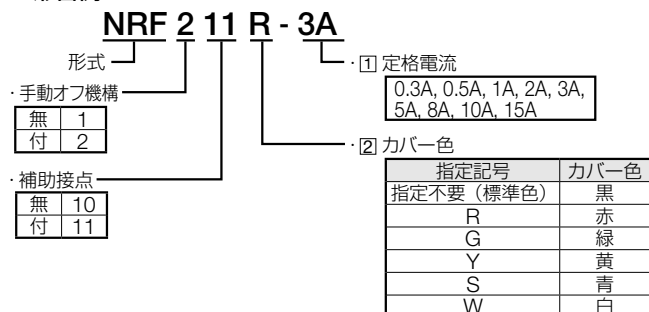 NRF 2 11 R - 3A
形式
・手動オフ機構
無 1
付 2
・補助接点
無 10
付 11
・1 定格電流
0.3A, 0.5A, 1A, 2A, 3A,
5A, 8A, 10A, 15A
・2 カバー色
指定記号 カバー色
指定不要（標準色） 黒
R 赤
G 緑
Y 黄
S 青
W 白